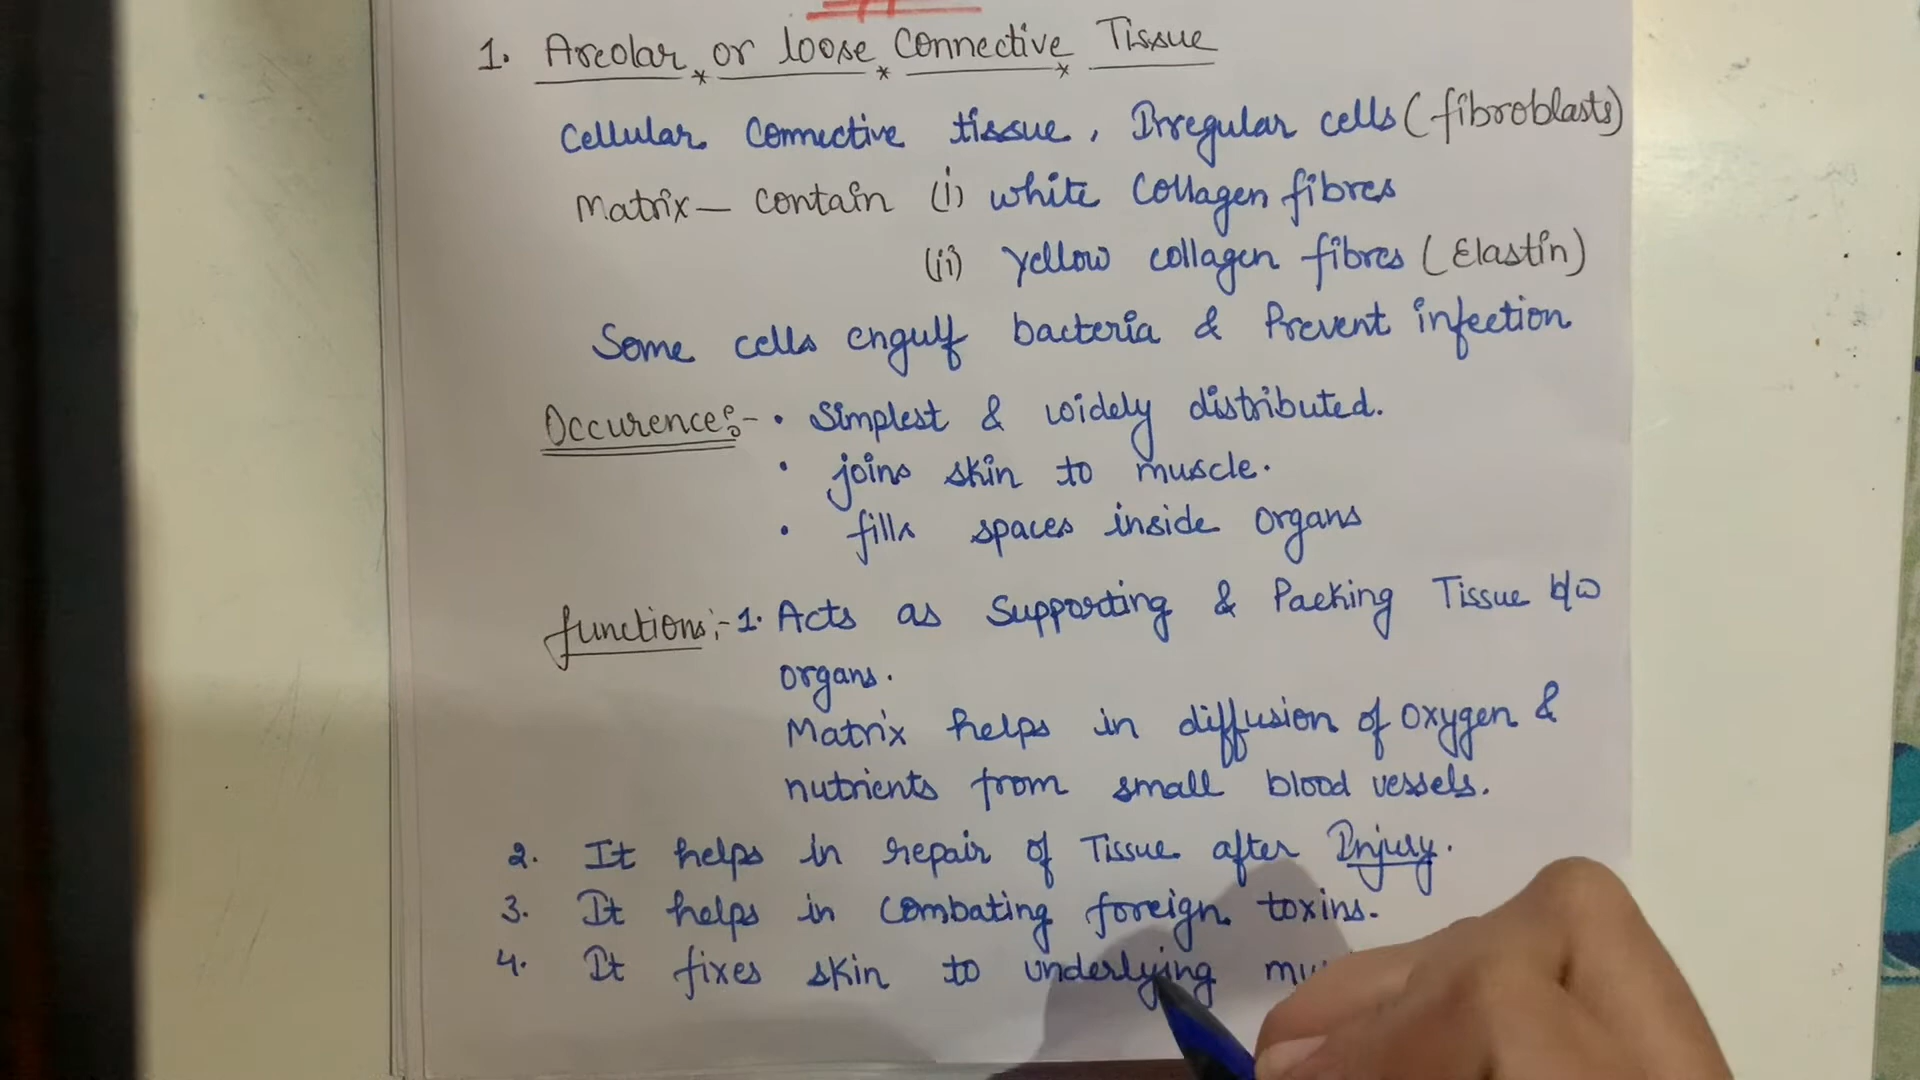 1. Areolar or loose Connective Tissue
Cellular Connective tissue, Irregular cells (fibroblasts)
Matrix — contain (i) white Collagen fibres
(ii) Yellow collagen fibres (Elastin)
Some cells engulf bacteria & Prevent infection
Occurence:- • Simplest & widely distributed.
• joins skin to muscle.
• fills spaces inside organs
functions:- 1. Acts as Supporting & Packing Tissue b/w
organs.
Matrix helps in diffusion of oxygen &
nutrients from small blood vessels.
2. It helps in repair of Tissue after Injury.
3. It helps in Combating foreign toxins.
4. It fixes skin to underlying